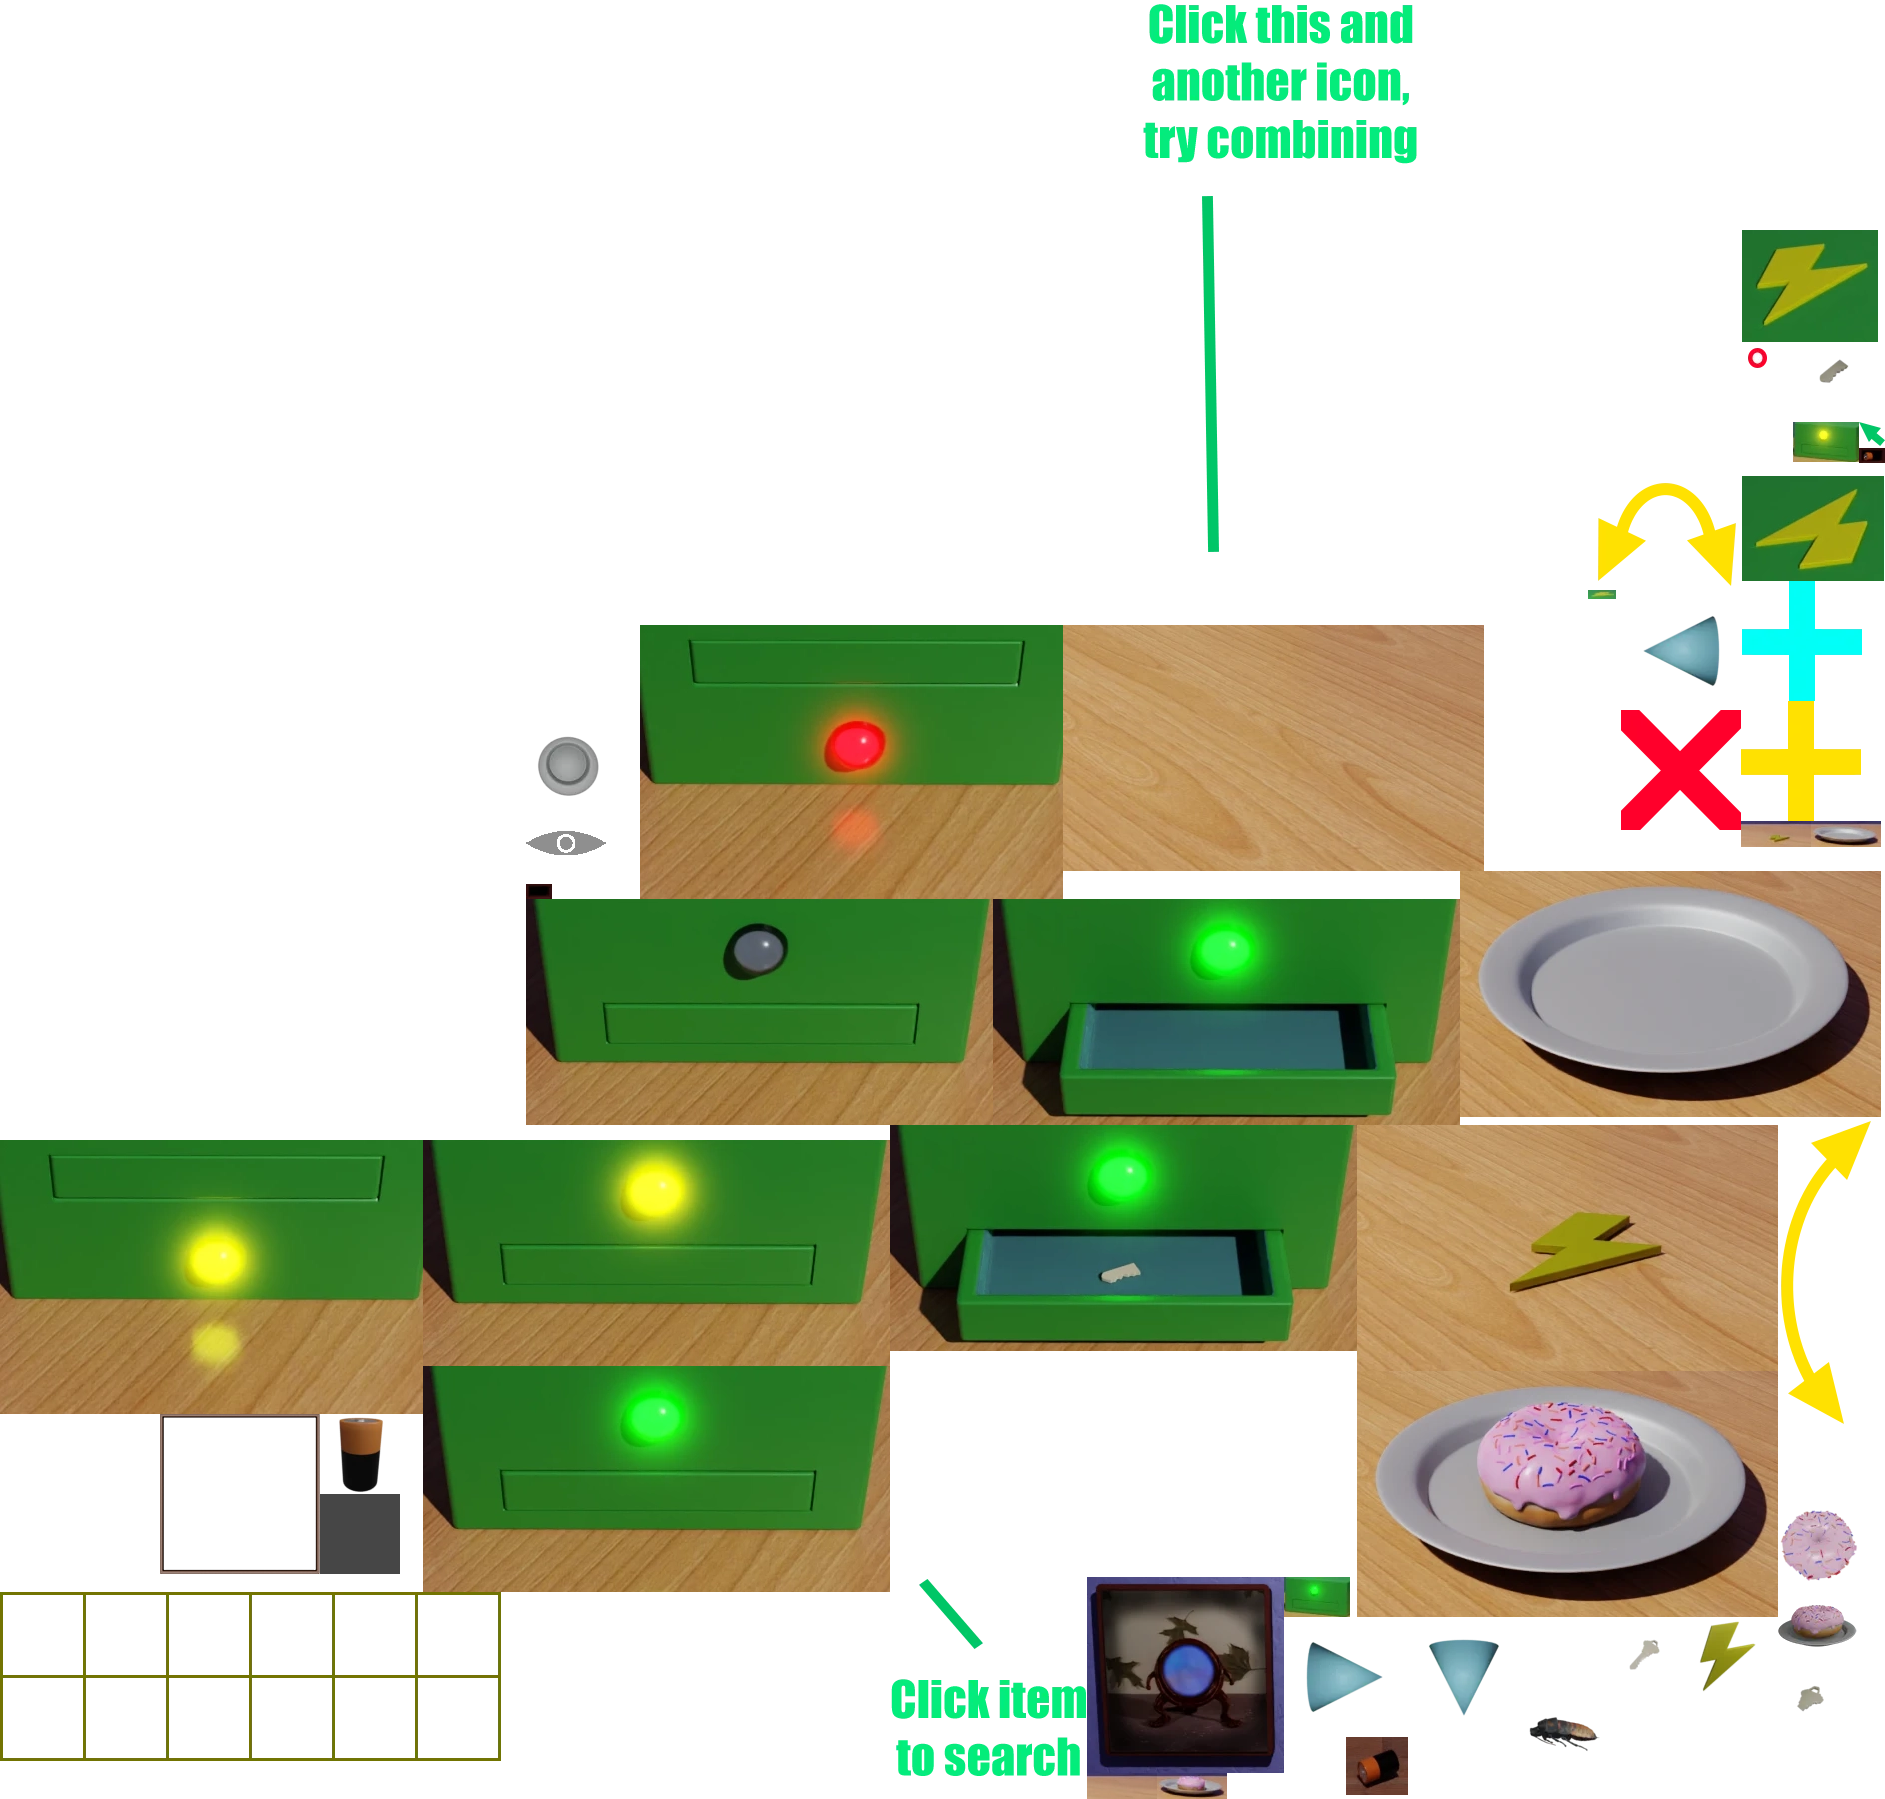 Click this and
another icon,
try combining
Click item
to search